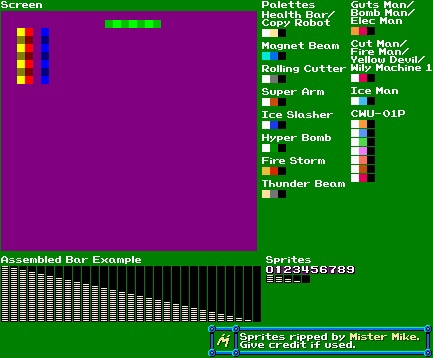 Screen
Palettes
Health Bar/
Copy Robot
Magnet Beam
Rolling Cutter
Super Arm
Ice Slasher
Hyper Bomb
Fire Storm
Thunder Beam
Guts Man/
Bomb Man/
Elec Man
Cut Man/
Fire Man/
Yellow Devil/
Wily Machine 1
Ice Man
CWU-01P
Assembled Bar Example
Sprites
0123456789
Sprites ripped by Mister Mike.
Give credit if used.